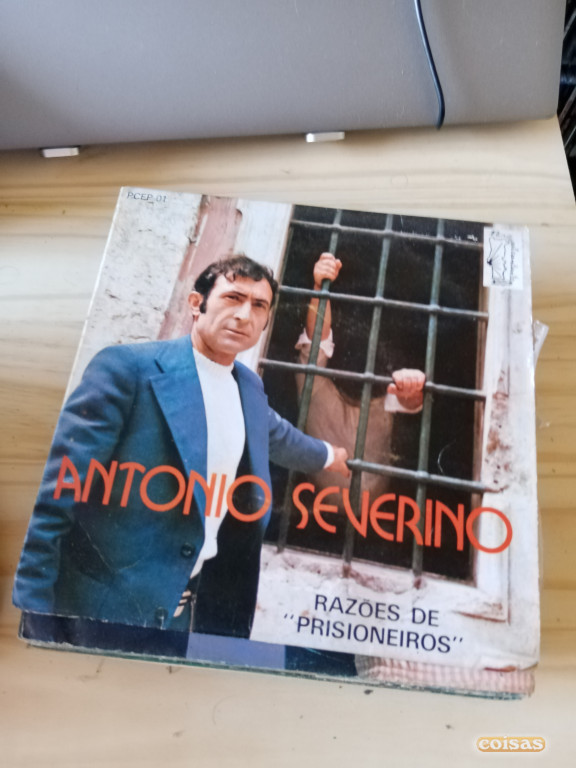 RCEP 01
ANTONIO SEVERINO
RAZÕES DE
"PRISIONEIROS"
coisas